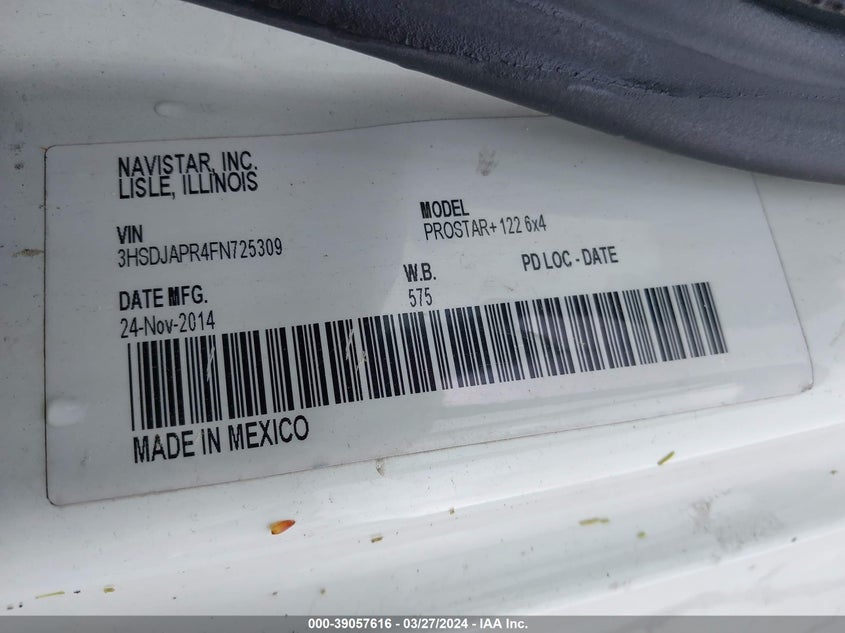 NAVISTAR, INC.
LISLE, ILLINOIS
VIN
3HSDJAPR4FN725309
MODEL
PROSTAR+ 122 6x4
DATE MFG.
24-Nov-2014
W.B.
575
PD LOC - DATE
MADE IN MEXICO
000-39057616 - 03/27/2024 - IAA Inc.